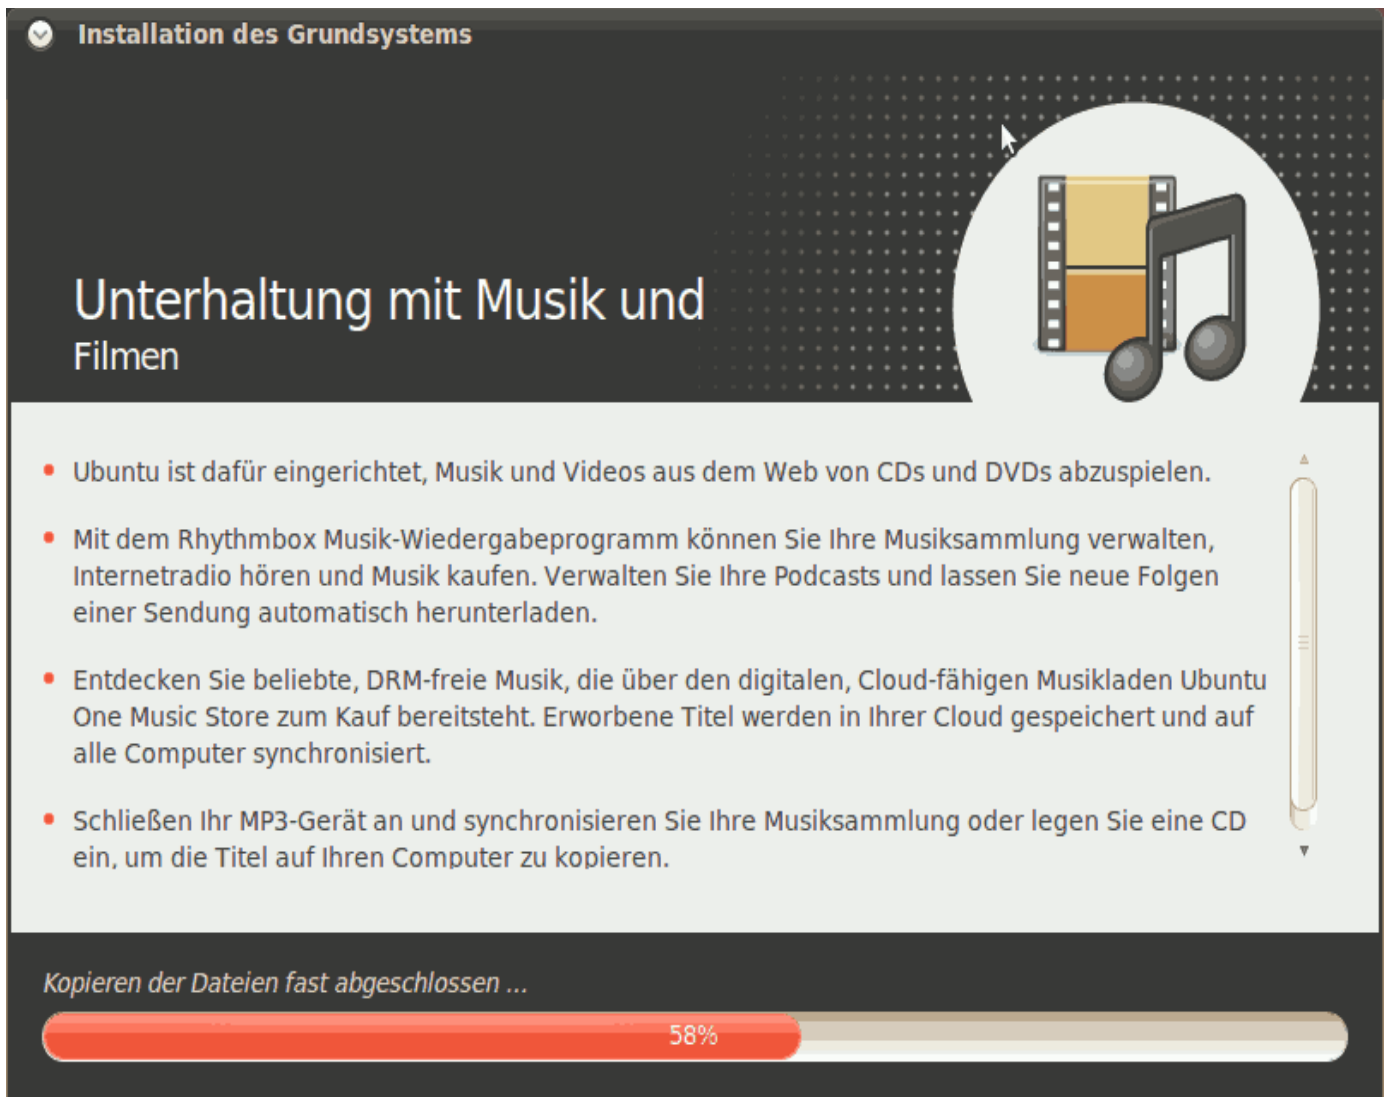 Installation des Grundsystems
Unterhaltung mit Musik und
Filmen
Ubuntu ist dafür eingerichtet, Musik und Videos aus dem Web von CDs und DVDs abzuspielen.
Mit dem Rhythmbox Musik-Wiedergabeprogramm können Sie Ihre Musiksammlung verwalten,
Internetradio hören und Musik kaufen. Verwalten Sie Ihre Podcasts und lassen Sie neue Folgen
einer Sendung automatisch herunterladen.
Entdecken Sie beliebte, DRM-freie Musik, die über den digitalen, Cloud-fähigen Musikladen Ubuntu
One Music Store zum Kauf bereitsteht. Erworbene Titel werden in Ihrer Cloud gespeichert und auf
alle Computer synchronisiert.
Schließen Ihr MP3-Gerät an und synchronisieren Sie Ihre Musiksammlung oder legen Sie eine CD
ein, um die Titel auf Ihren Computer zu kopieren.
Kopieren der Dateien fast abgeschlossen ...
58%